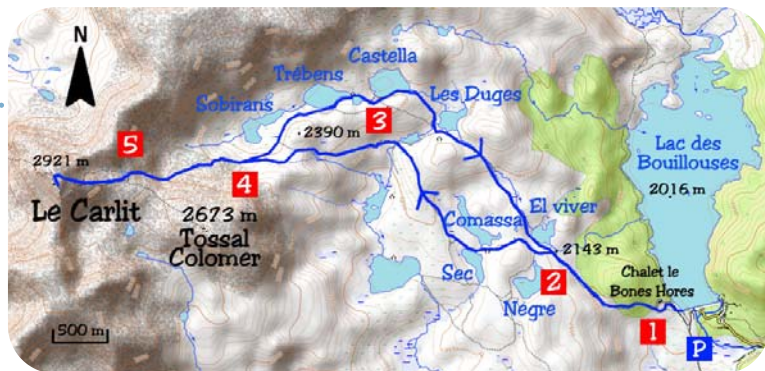 N
Castella
Trébens
Sobirans
Les Duges
5
3
2390 m
2921 m
4
Le Carlit
2673 m
Tossal
Colomer
Lac des
Bouillouses
2016 m
El viver
Comassa
2143 m
Sec
2
Negre
Chalet le
Bones Hores
1
P
500 m